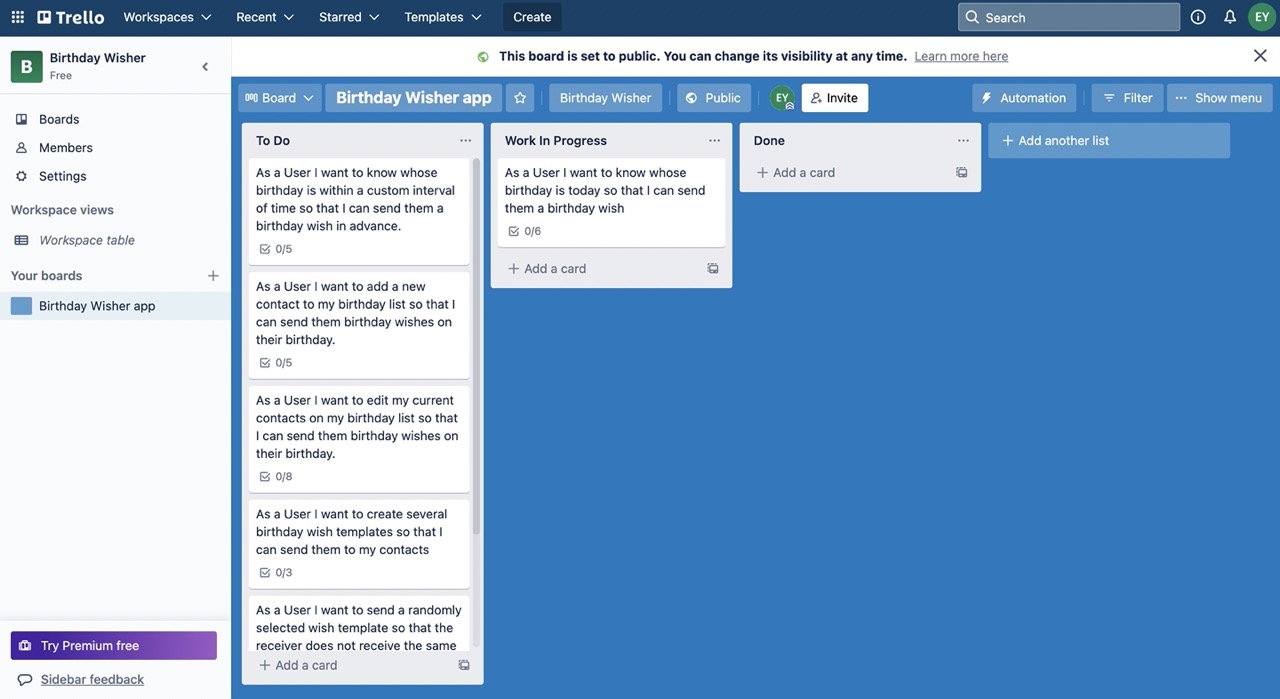 Trello Workspaces Recent Starred Templates Create Search EY
B Birthday Wisher
Free
This board is set to public. You can change its visibility at any time. Learn more here
Board Birthday Wisher app Birthday Wisher Public EY Invite Automation Filter Show menu
Boards
Members
Settings
Workspace views
Workspace table
Your boards
Birthday Wisher app
Try Premium free
Sidebar feedback
To Do
As a User I want to know whose
birthday is within a custom interval
of time so that I can send them a
birthday wish in advance.
0/5
As a User I want to add a new
contact to my birthday list so that I
can send them birthday wishes on
their birthday.
0/5
As a User I want to edit my current
contacts on my birthday list so that
I can send them birthday wishes on
their birthday.
0/8
As a User I want to create several
birthday wish templates so that I
can send them to my contacts
0/3
As a User I want to send a randomly
selected wish template so that the
receiver does not receive the same
Add a card
Work In Progress
As a User I want to know whose
birthday is today so that I can send
them a birthday wish
0/6
Add a card
Done
Add a card
Add another list